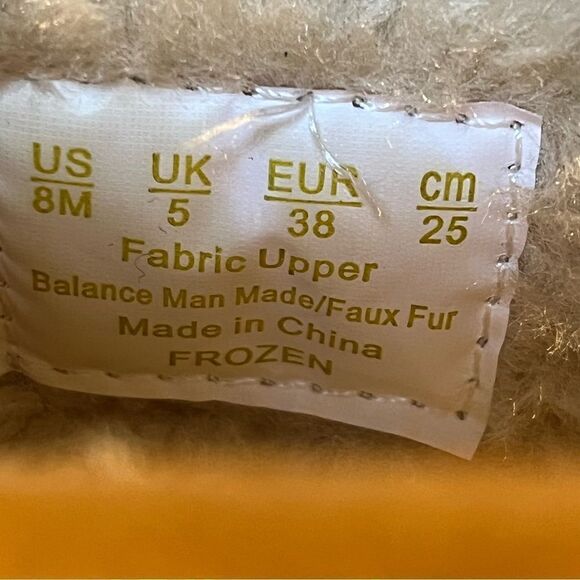 US UK EUR cm
8M 5 38 25
Fabric Upper
Balance Man Made/Faux Fur
Made in China
FROZEN